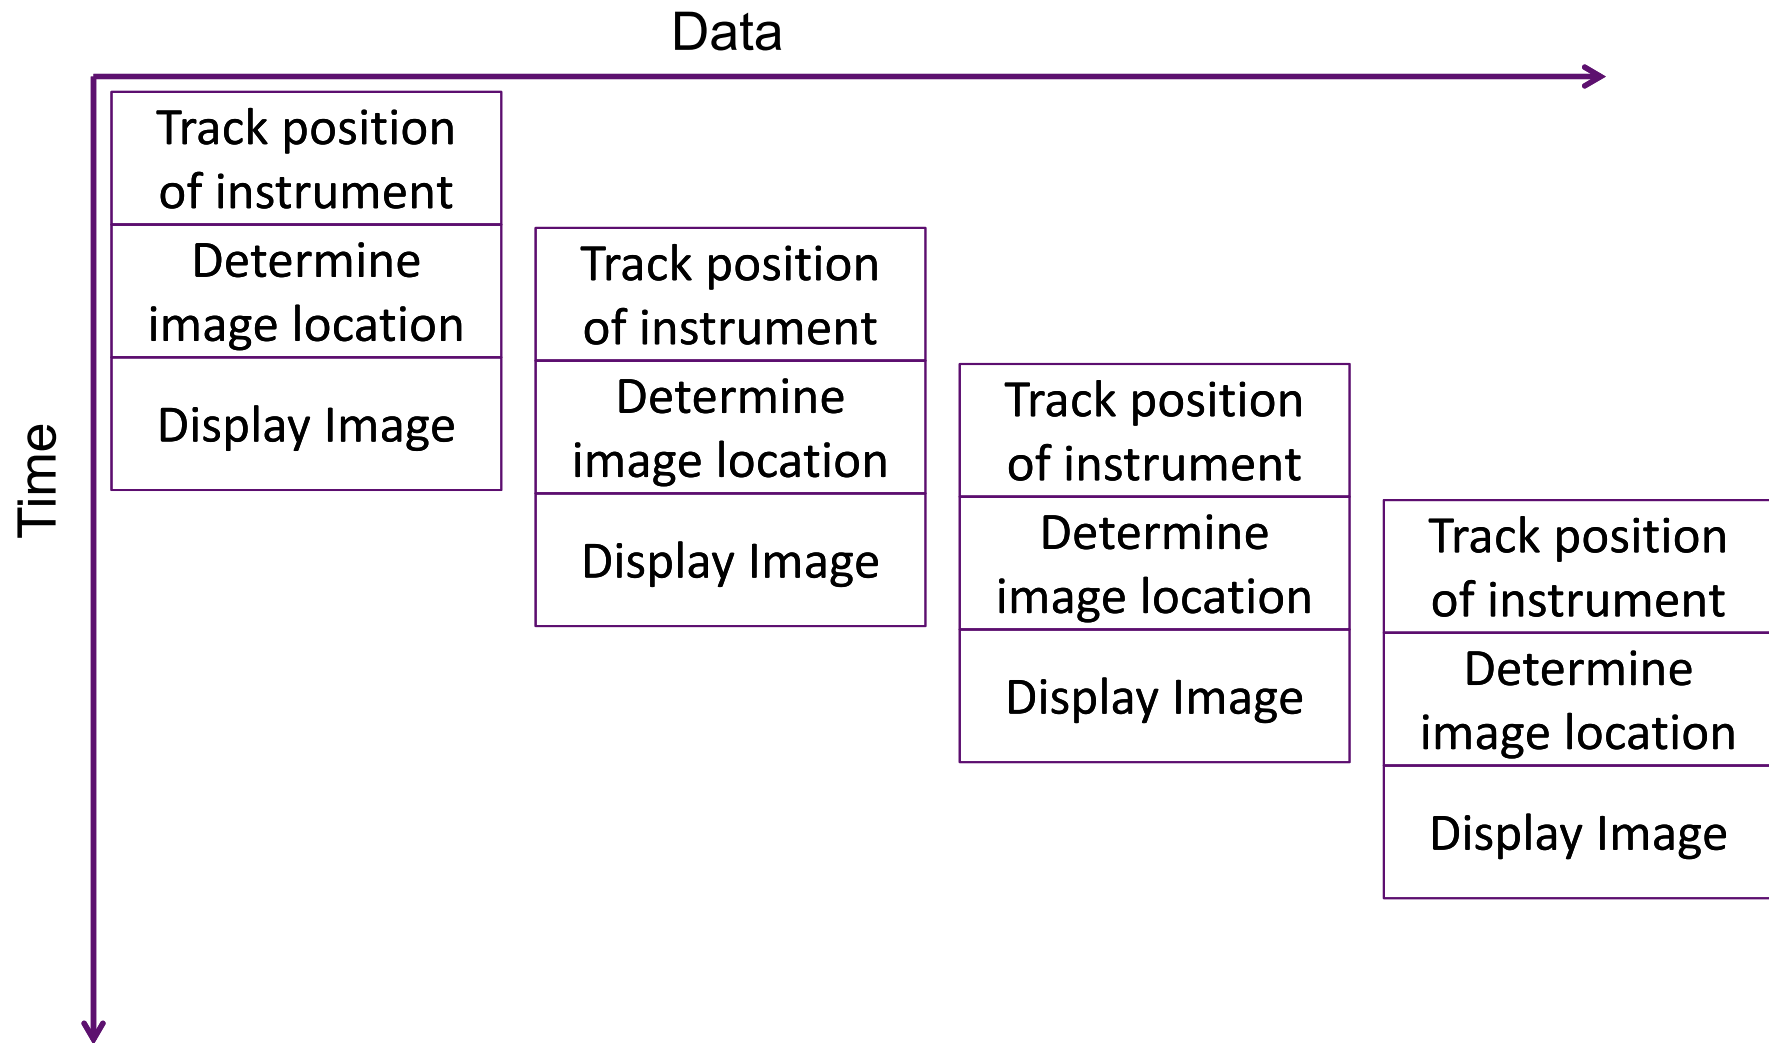 Data
Time
Track position
of instrument
Determine
image location
Display Image
Track position
of instrument
Determine
image location
Display Image
Track position
of instrument
Determine
image location
Display Image
Track position
of instrument
Determine
image location
Display Image